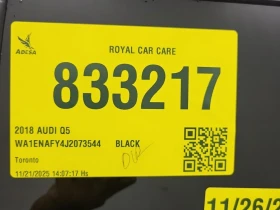 ADESA
ROYAL CAR CARE
833217
2018 AUDI Q5
WA1ENAFY4J2073544 BLACK
Toronto
11/21/2025 14:07:17 Hs
11/26/2